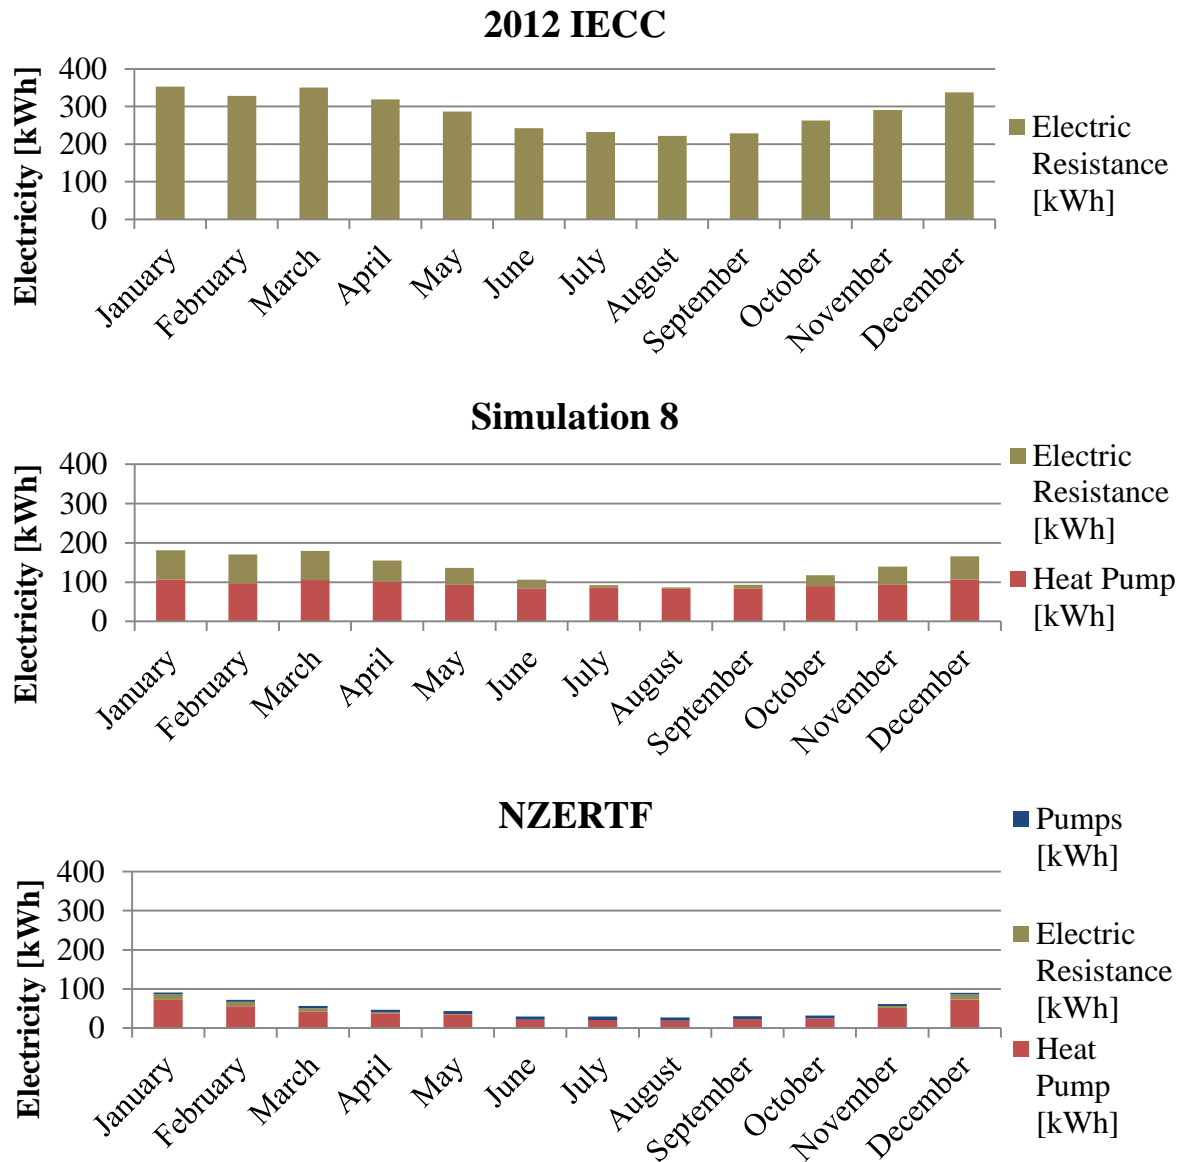 2012 IECC
Electricity [kWh]
400
300
200
100
0
January
February
March
April
May
June
July
August
September
October
November
December
Electric
Resistance
[kWh]
Simulation 8
Electricity [kWh]
400
300
200
100
0
January
February
March
April
May
June
July
August
September
October
November
December
Electric
Resistance
[kWh]
Heat Pump
[kWh]
NZERTF
Electricity [kWh]
400
300
200
100
0
January
February
March
April
May
June
July
August
September
October
November
December
Pumps
[kWh]
Electric
Resistance
[kWh]
Heat
Pump
[kWh]